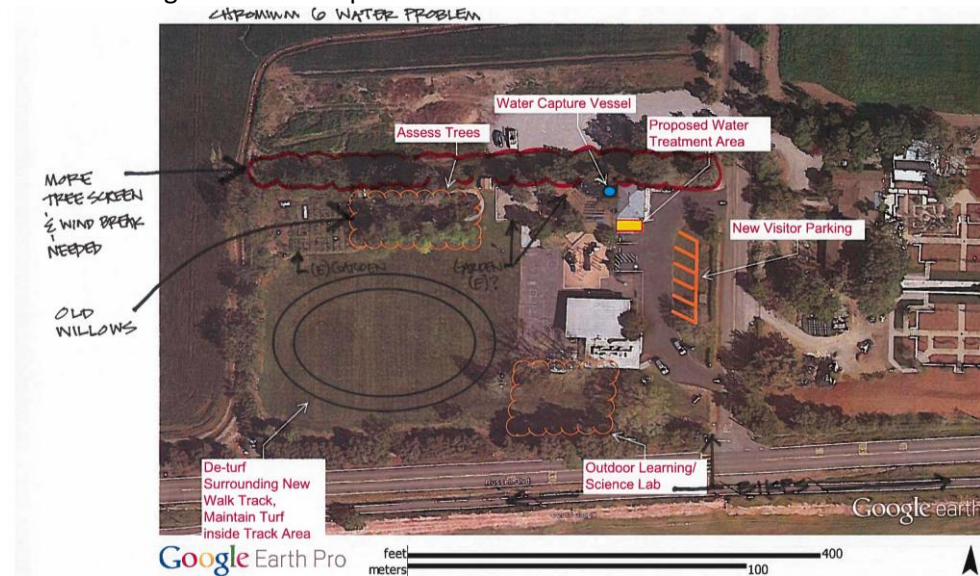 CHROMIUM 6 WATER PROBLEM
Water Capture Vessel
Assess Trees
Proposed Water
Treatment Area
MORE
TREE SCREEN
& WIND BREAK
NEEDED
New Visitor Parking
(E) GARDEN
GARDEN
(E)?
OLD
WILLOWS
De-turf
Surrounding New
Walk Track,
Maintain Turf
inside Track Area
Outdoor Learning/
Science Lab
BIKES
Google earth
Google Earth Pro
feet 400
meters 100